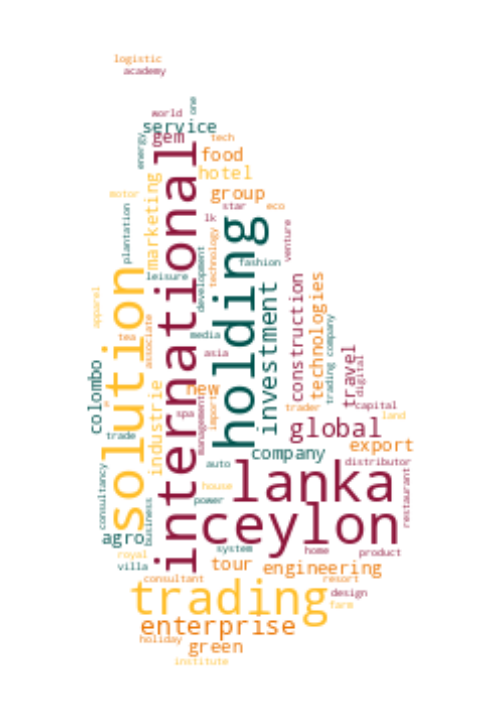 logistic
academy
world
one
service
gem
energy
tech
food
hotel
motor
group
marketing
international
star
eco
plantation
lk
holding
venture
technology
development
fashion
leisure
solution
investment
construction
technologies
apparel
associate
trading company
tea
media
asia
travel
digital
colombo
industrie
new
import
spa
management
trader
capital
land
trade
global
export
company
auto
distributor
lanka
consultancy
house
power
restaurant
business
ceylon
agro
system
home
product
royal
villa
tour
engineering
consultant
resort
trading
design
farm
enterprise
holiday
green
institute